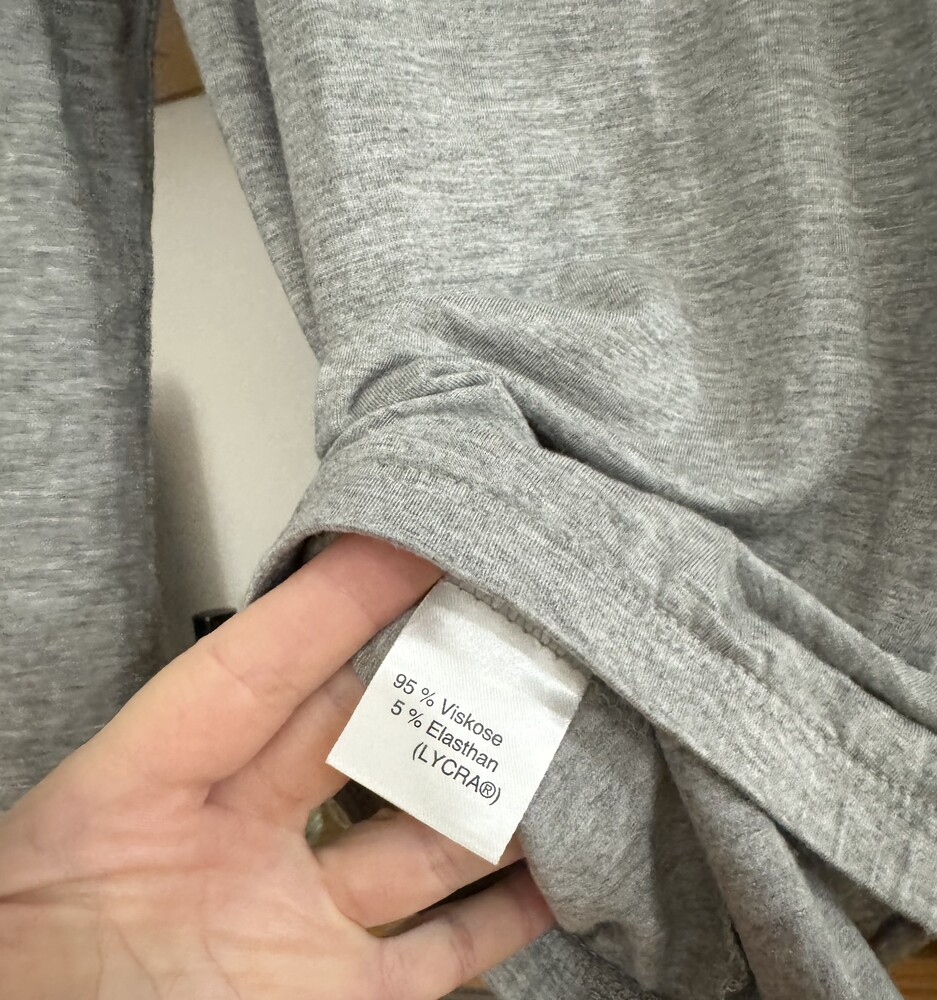 95 % Viskose
5 % Elasthan
(LYCRA®)